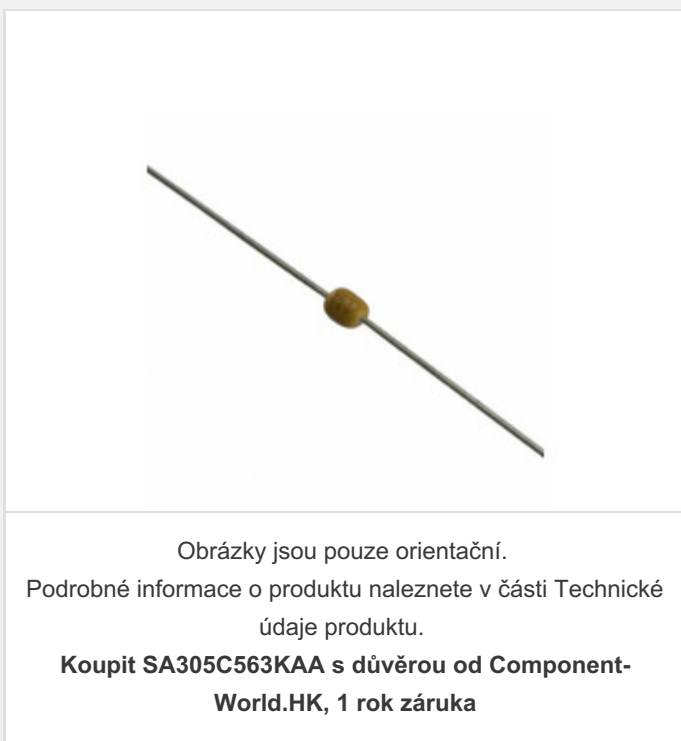 Obrázky jsou pouze orientační.
Podrobné informace o produktu naleznete v části Technické
údaje produktu.
Koupit SA305C563KAA s důvěrou od Component-
World.HK, 1 rok záruka